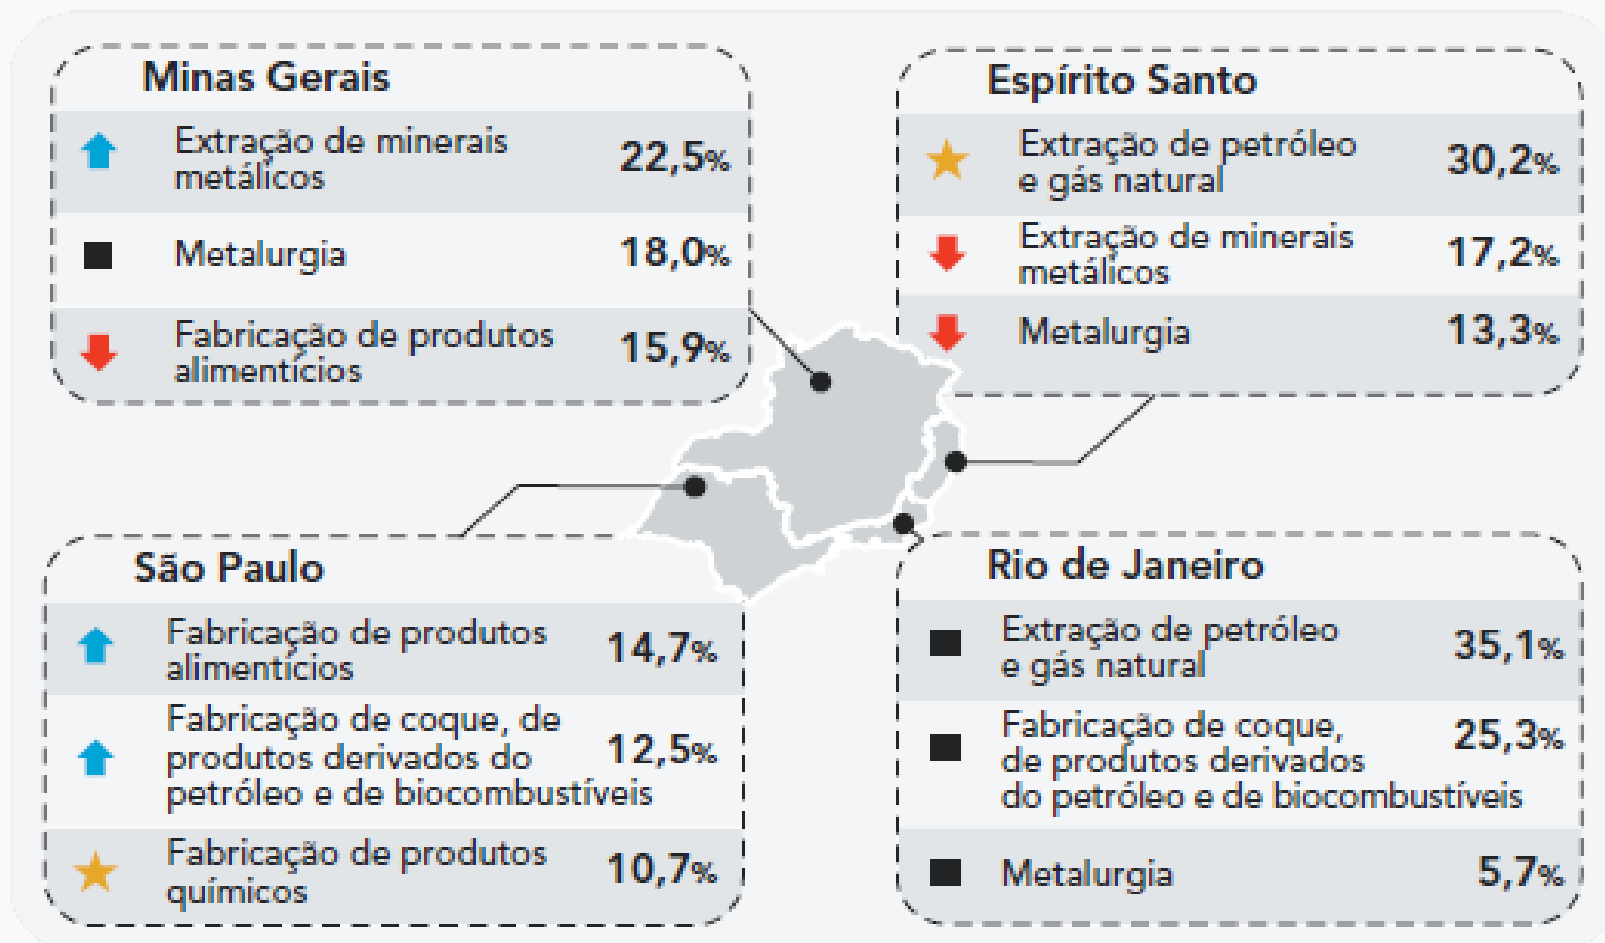 Minas Gerais
Extração de minerais
metálicos
22,5%
Metalurgia
18,0%
Fabricação de produtos
alimentícios
15,9%
Espírito Santo
Extração de petróleo
e gás natural
30,2%
Extração de minerais
metálicos
17,2%
Metalurgia
13,3%
São Paulo
Fabricação de produtos
alimentícios
14,7%
Fabricação de coque, de
produtos derivados do
petróleo e de biocombustíveis
12,5%
Fabricação de produtos
químicos
10,7%
Rio de Janeiro
Extração de petróleo
e gás natural
35,1%
Fabricação de coque,
de produtos derivados
do petróleo e de biocombustíveis
25,3%
Metalurgia
5,7%